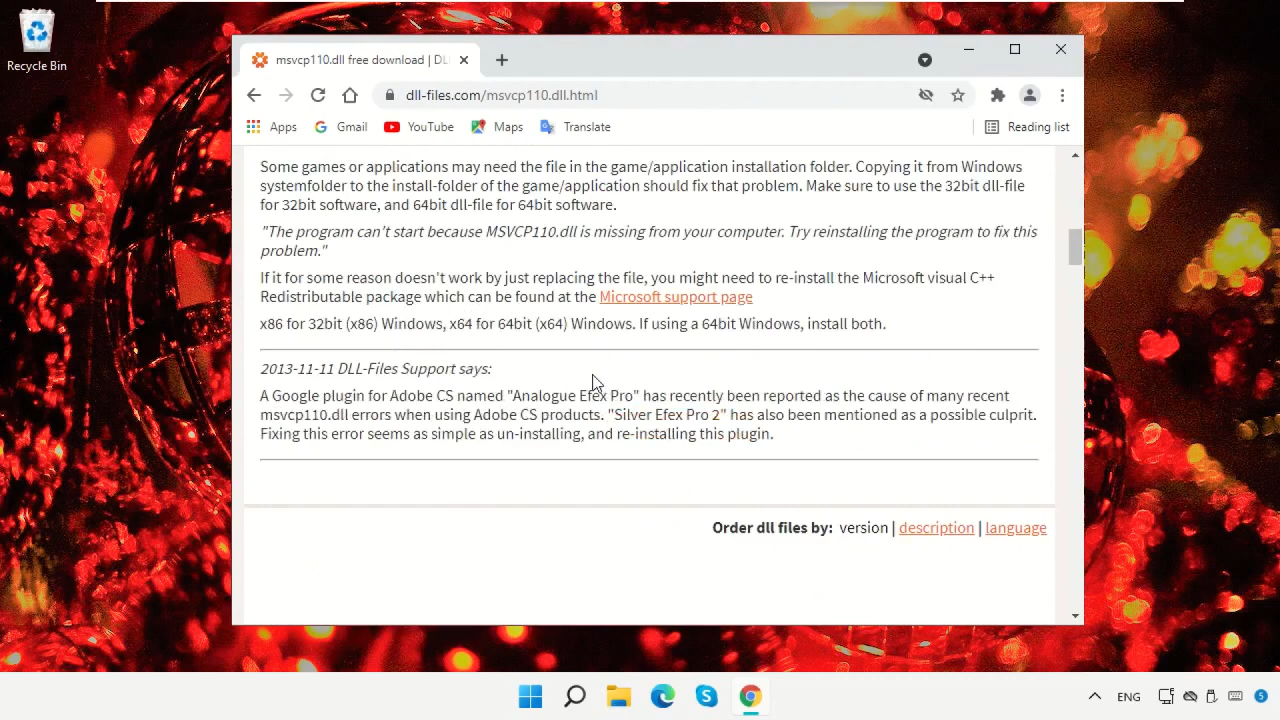 Recycle Bin
msvcp110.dll free download | DL
dll-files.com/msvcp110.dll.html
Apps Gmail YouTube Maps Translate Reading list
Some games or applications may need the file in the game/application installation folder. Copying it from Windows
systemfolder to the install-folder of the game/application should fix that problem. Make sure to use the 32bit dll-file
for 32bit software, and 64bit dll-file for 64bit software.
"The program can't start because MSVCP110.dll is missing from your computer. Try reinstalling the program to fix this
problem."
If it for some reason doesn't work by just replacing the file, you might need to re-install the Microsoft visual C++
Redistributable package which can be found at the Microsoft support page
x86 for 32bit (x86) Windows, x64 for 64bit (x64) Windows. If using a 64bit Windows, install both.
2013-11-11 DLL-Files Support says:
A Google plugin for Adobe CS named "Analogue Efex Pro" has recently been reported as the cause of many recent
msvcp110.dll errors when using Adobe CS products. "Silver Efex Pro 2" has also been mentioned as a possible culprit.
Fixing this error seems as simple as un-installing, and re-installing this plugin.
Order dll files by: version | description | language
ENG 5